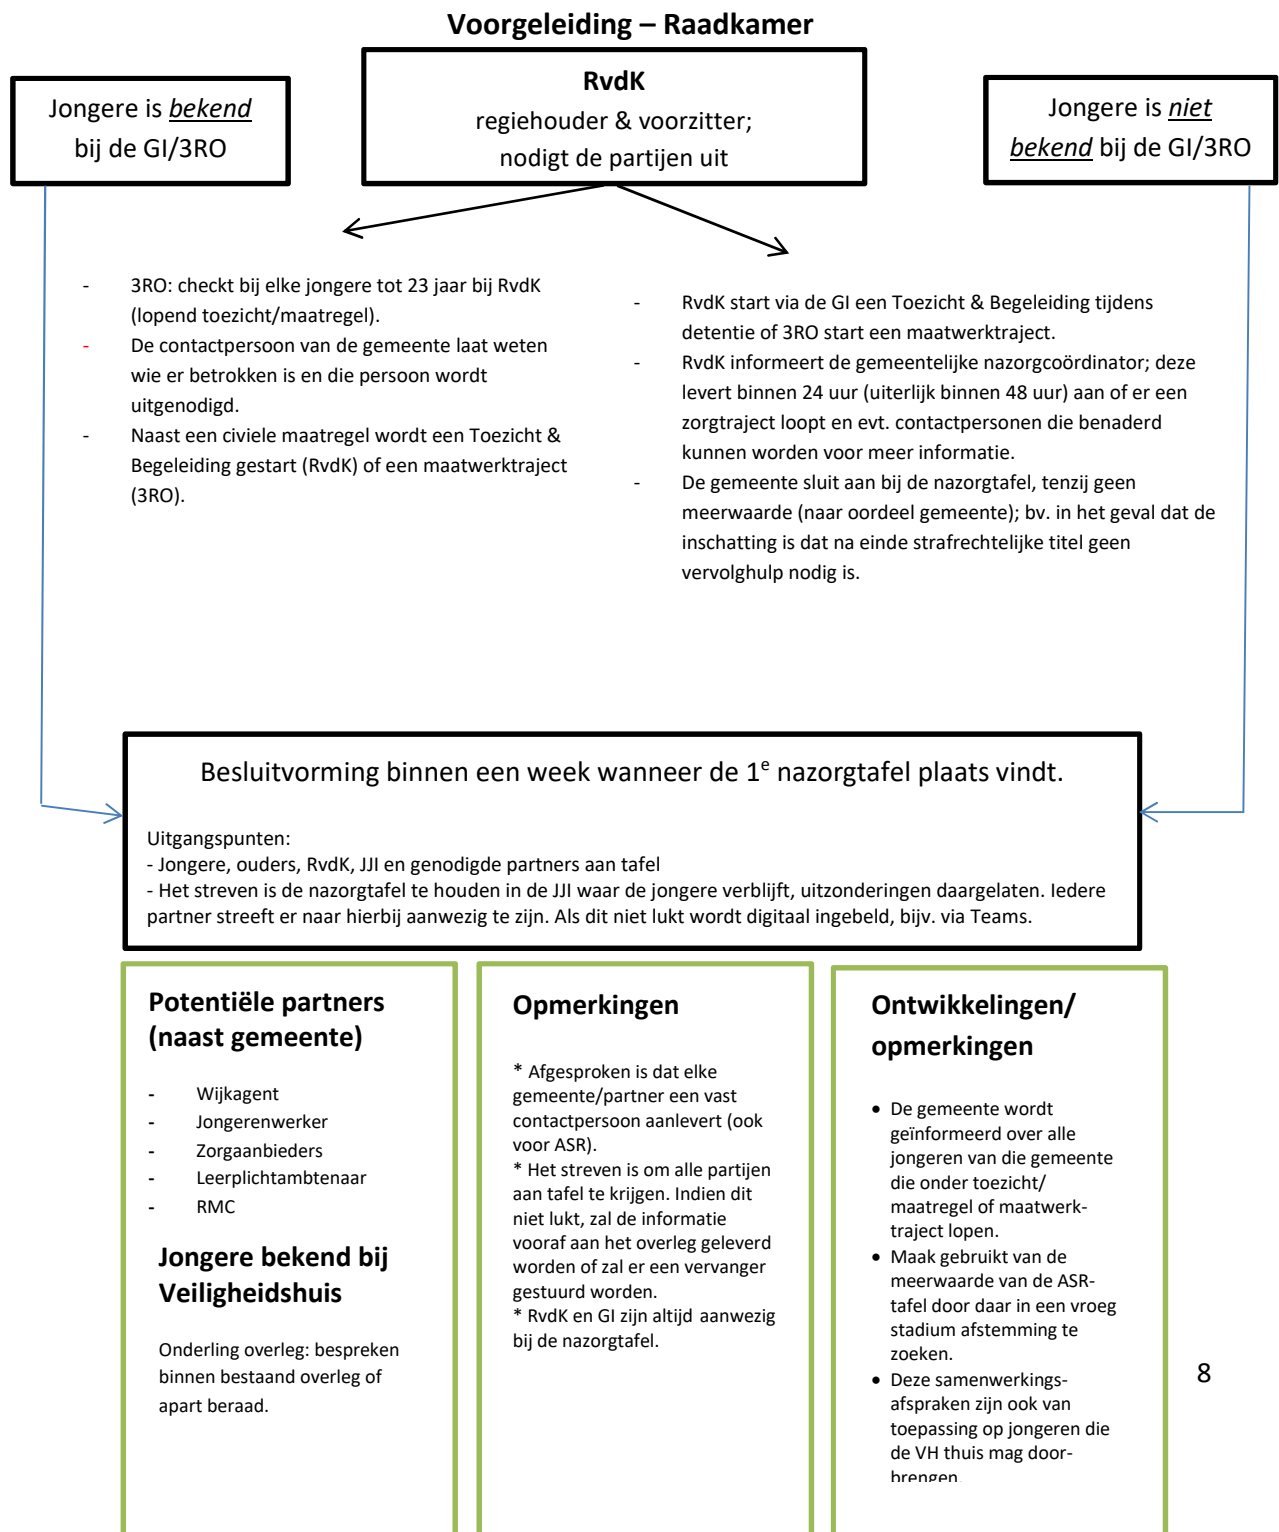 Voorgeleiding – Raadkamer
Jongere is bekend
bij de GI/3RO
RvdK
regiehouder & voorzitter;
nodigt de partijen uit
Jongere is niet
bekend bij de GI/3RO
- 3RO: checkt bij elke jongere tot 23 jaar bij RvdK
(lopend toezicht/maatregel).
- De contactpersoon van de gemeente laat weten
wie er betrokken is en die persoon wordt
uitgenodigd.
- Naast een civiele maatregel wordt een Toezicht &
Begeleiding gestart (RvdK) of een maatwerktraject
(3RO).
- RvdK start via de GI een Toezicht & Begeleiding tijdens
detentie of 3RO start een maatwerktraject.
- RvdK informeert de gemeentelijke nazorgcoördinator; deze
levert binnen 24 uur (uiterlijk binnen 48 uur) aan of er een
zorgtraject loopt en evt. contactpersonen die benaderd
kunnen worden voor meer informatie.
- De gemeente sluit aan bij de nazorgtafel, tenzij geen
meerwaarde (naar oordeel gemeente); bv. in het geval dat de
inschatting is dat na einde strafrechtelijke titel geen
vervolghulp nodig is.
Besluitvorming binnen een week wanneer de 1e nazorgtafel plaats vindt.
Uitgangspunten:
- Jongere, ouders, RvdK, JJI en genodigde partners aan tafel
- Het streven is de nazorgtafel te houden in de JJI waar de jongere verblijft, uitzonderingen daargelaten. Iedere
partner streeft er naar hierbij aanwezig te zijn. Als dit niet lukt wordt digitaal ingebeld, bijv. via Teams.
Potentiële partners
(naast gemeente)
- Wijkagent
- Jongerenwerker
- Zorgaanbieders
- Leerplichtambtenaar
- RMC
Jongere bekend bij
Veiligheidshuis
Onderling overleg: bespreken
binnen bestaand overleg of
apart beraad.
Opmerkingen
* Afgesproken is dat elke
gemeente/partner een vast
contactpersoon aanlevert (ook
voor ASR).
* Het streven is om alle partijen
aan tafel te krijgen. Indien dit
niet lukt, zal de informatie
vooraf aan het overleg geleverd
worden of zal er een vervanger
gestuurd worden.
* RvdK en GI zijn altijd aanwezig
bij de nazorgtafel.
Ontwikkelingen/
opmerkingen
• De gemeente wordt
geïnformeerd over alle
jongeren van die gemeente
die onder toezicht/
maatregel of maatwerk-
traject lopen.
• Maak gebruikt van de
meerwaarde van de ASR-
tafel door daar in een vroeg
stadium afstemming te
zoeken.
• Deze samenwerkings-
afspraken zijn ook van
toepassing op jongeren die
de VH thuis mag door-
brengen.
8